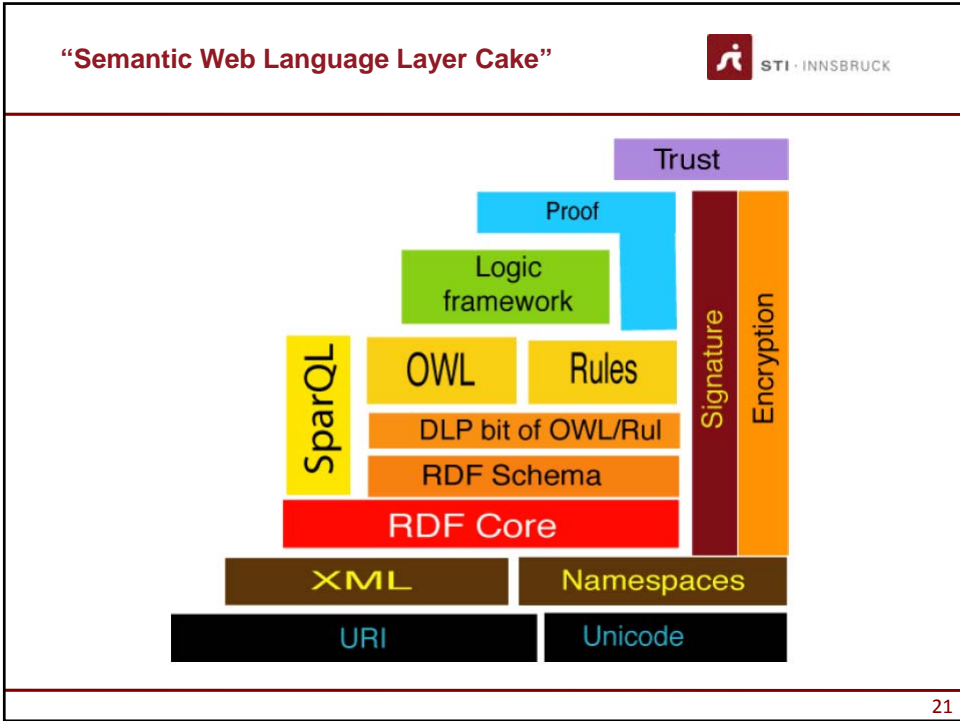 “Semantic Web Language Layer Cake”
STI · INNSBRUCK
Trust
Proof
Logic
framework
SparQL
OWL
Rules
Signature
Encryption
DLP bit of OWL/Rul
RDF Schema
RDF Core
XML
Namespaces
URI
Unicode
21